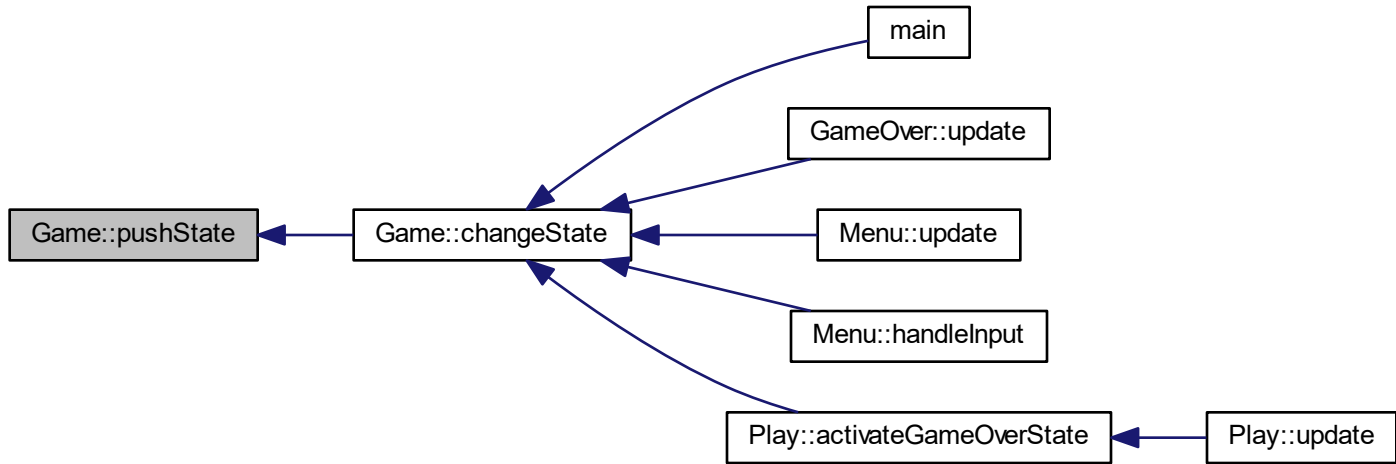 main
GameOver::update
Game::pushState
Game::changeState
Menu::update
Menu::handleInput
Play::activateGameOverState
Play::update